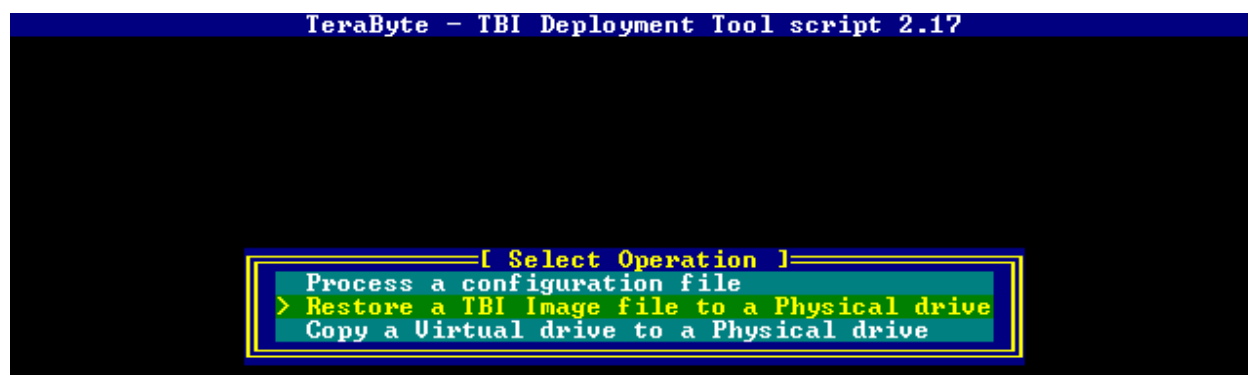 TeraByte - TBI Deployment Tool script 2.17
[ Select Operation ]
Process a configuration file
> Restore a TBI Image file to a Physical drive
Copy a Virtual drive to a Physical drive